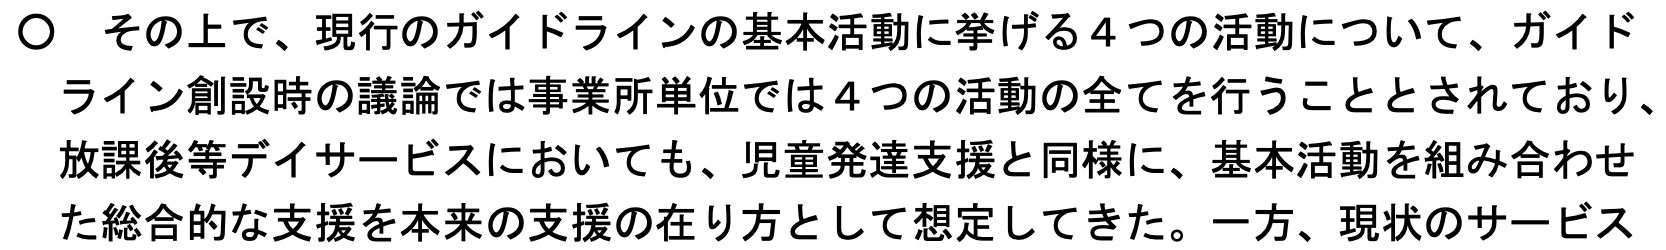 ○　その上で、現行のガイドラインの基本活動に挙げる４つの活動について、ガイド
ライン創設時の議論では事業所単位では４つの活動の全てを行うこととされており、
放課後等デイサービスにおいても、児童発達支援と同様に、基本活動を組み合わせ
た総合的な支援を本来の支援の在り方として想定してきた。一方、現状のサービス